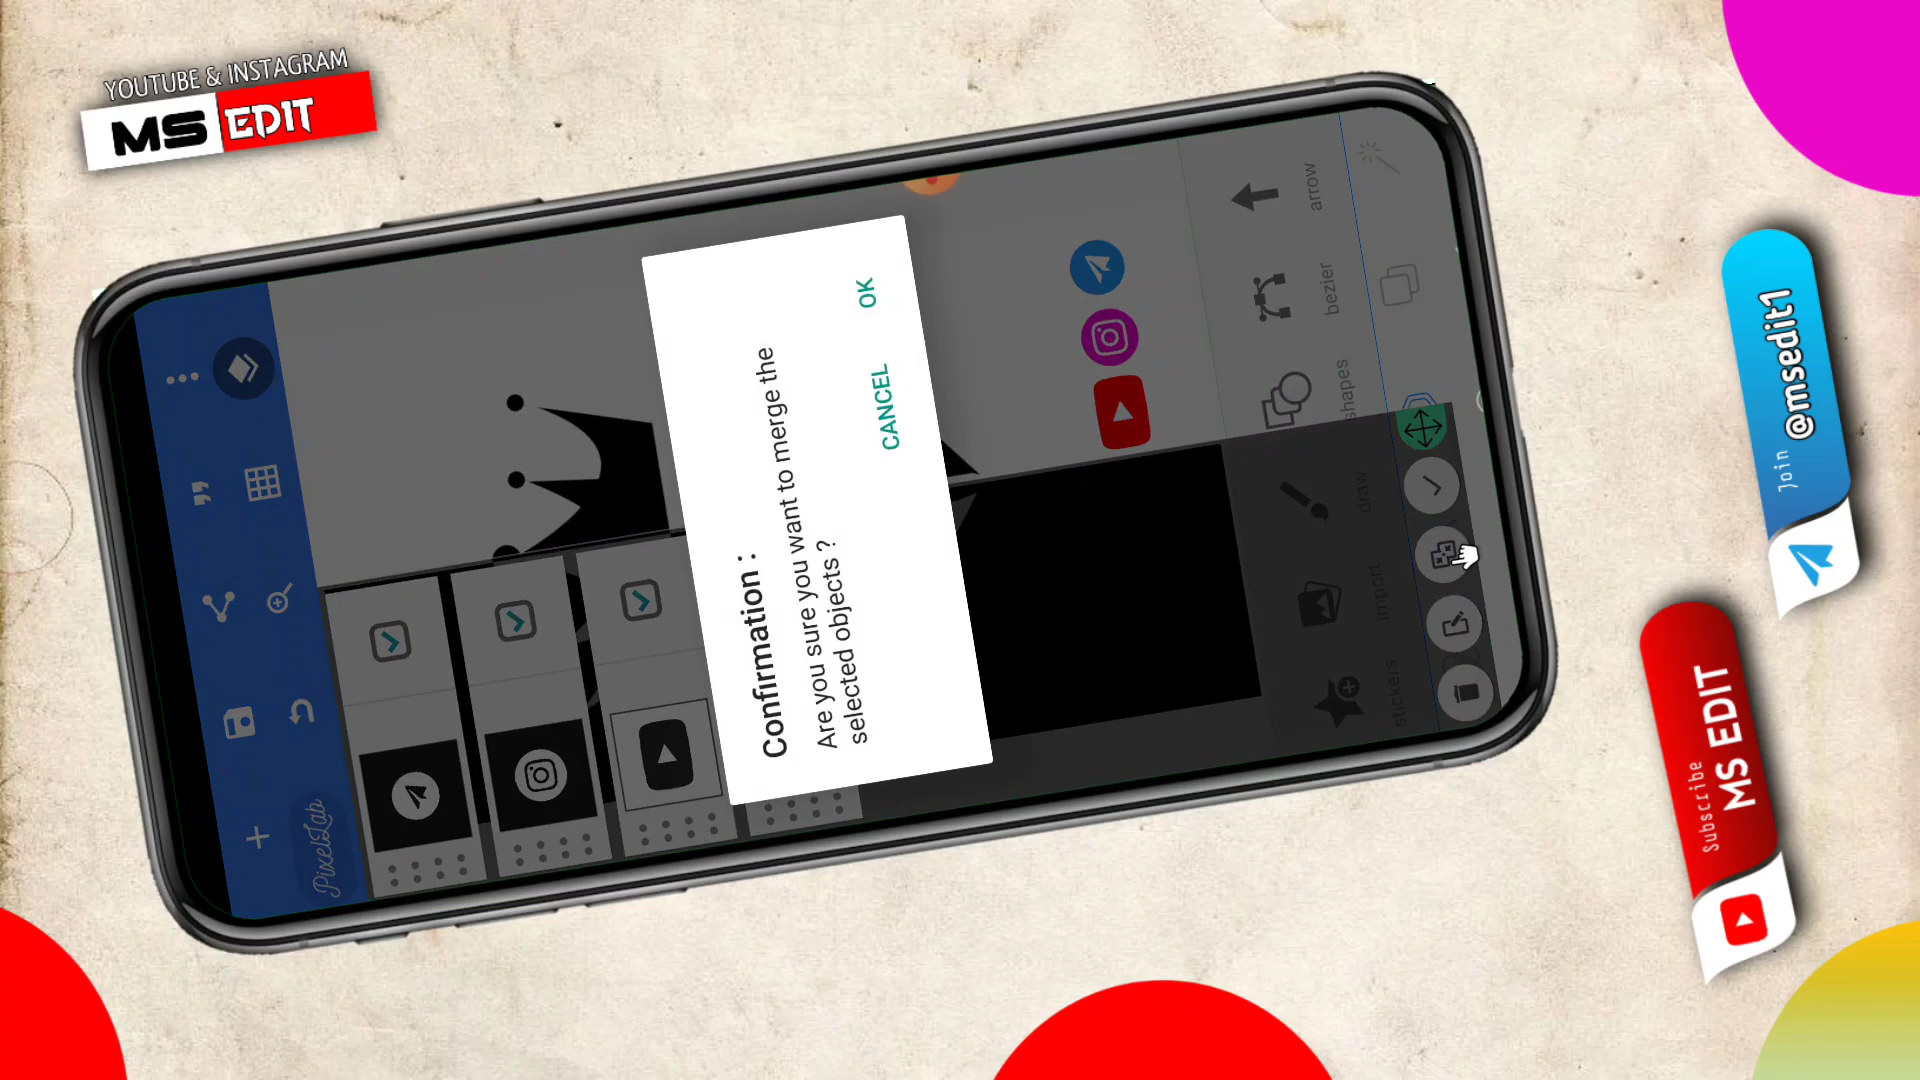 YOUTUBE & INSTAGRAM
MS EDIT
Confirmation :
Are you sure you want to merge the
selected objects ?
CANCEL
OK
PixelLab
arrow
bezier
shapes
draw
import
stickers
Join @msedit1
Subscribe
MS EDIT